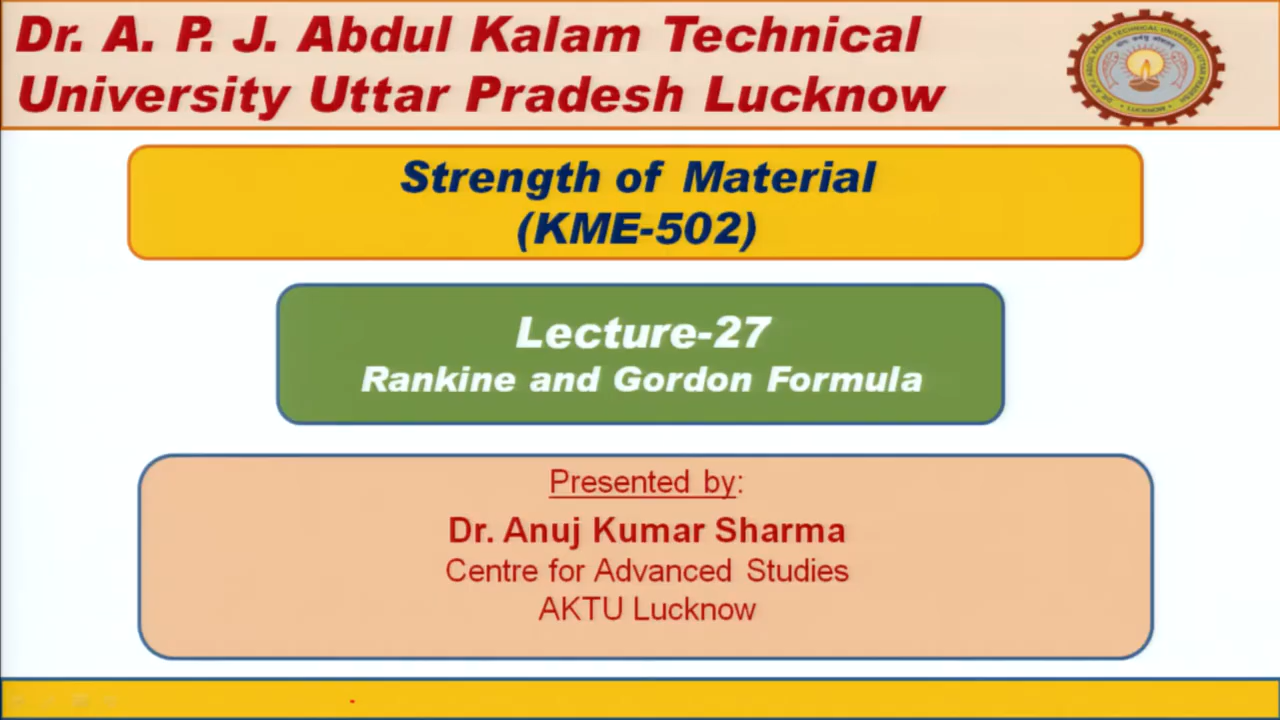 Dr. A. P. J. Abdul Kalam Technical
University Uttar Pradesh Lucknow
Strength of Material
(KME-502)
Lecture-27
Rankine and Gordon Formula
Presented by:
Dr. Anuj Kumar Sharma
Centre for Advanced Studies
AKTU Lucknow